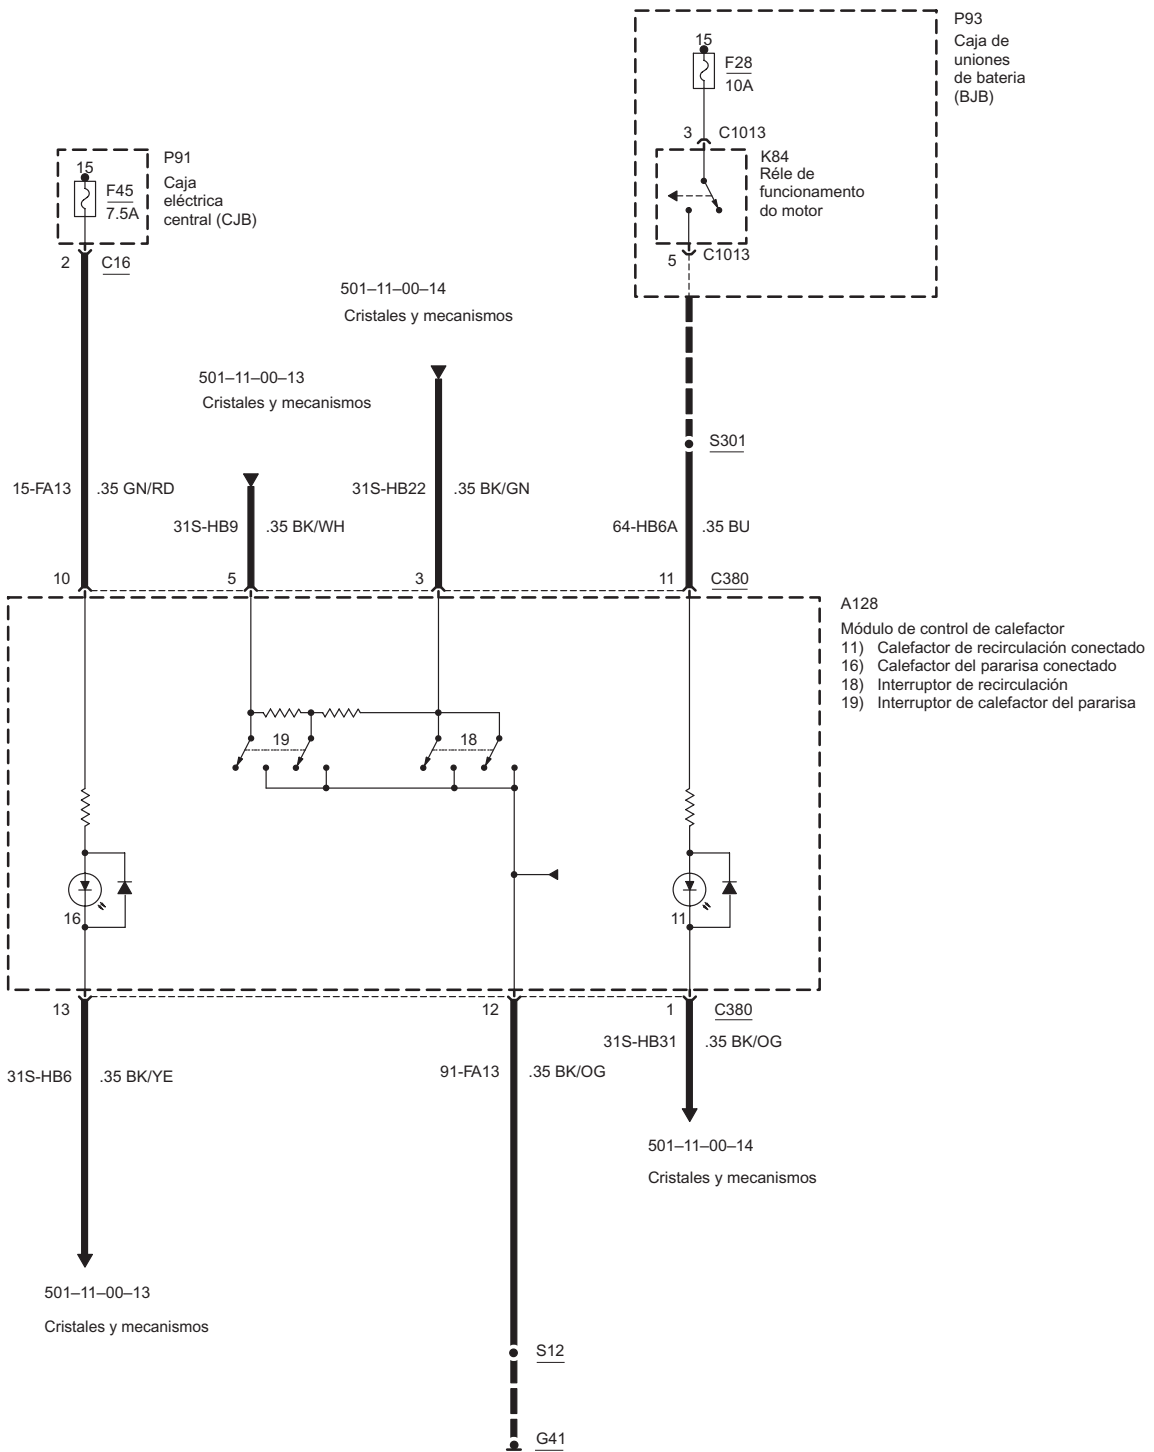 P93
Caja de
uniones
de bateria
(BJB)
15
F28
10A
3 C1013
K84
Réle de
funcionamento
do motor
5 C1013
P91
Caja
eléctrica
central (CJB)
15
F45
7.5A
2 C16
501–11–00–14
Cristales y mecanismos
501–11–00–13
Cristales y mecanismos
S301
15-FA13 .35 GN/RD
31S-HB22 .35 BK/GN
31S-HB9 .35 BK/WH
64-HB6A .35 BU
10 5 3 11 C380
A128
Módulo de control de calefactor
11) Calefactor de recirculación conectado
16) Calefactor del pararisa conectado
18) Interruptor de recirculación
19) Interruptor de calefactor del pararisa
19 18
16 11
13 12 1 C380
31S-HB31 .35 BK/OG
31S-HB6 .35 BK/YE
91-FA13 .35 BK/OG
501–11–00–14
Cristales y mecanismos
501–11–00–13
Cristales y mecanismos
S12
G41